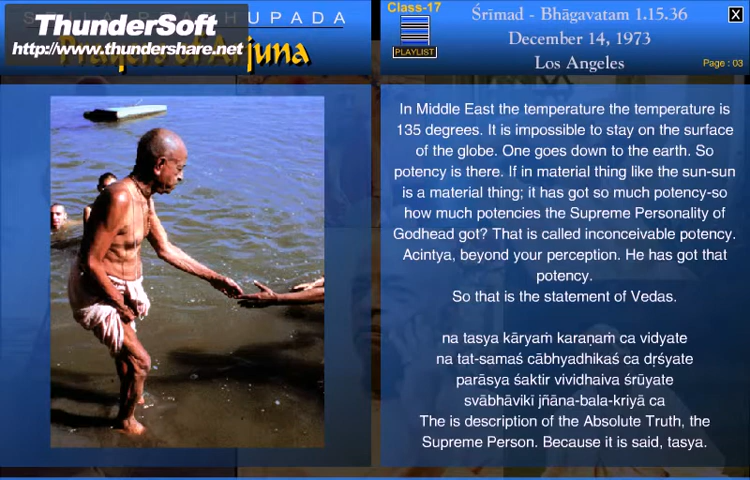 ThunderSoft
http://www.thundershare.net
HUPADA
Prayers of Arjuna
Class-17
PLAYLIST
Śrīmad - Bhāgavatam 1.15.36
December 14, 1973
Los Angeles
X
Page : 03
In Middle East the temperature the temperature is
135 degrees. It is impossible to stay on the surface
of the globe. One goes down to the earth. So
potency is there. If in material thing like the sun-sun
is a material thing; it has got so much potency-so
how much potencies the Supreme Personality of
Godhead got? That is called inconceivable potency.
Acintya, beyond your perception. He has got that
potency.
So that is the statement of Vedas.
na tasya kāryaṁ karaṇaṁ ca vidyate
na tat-samaś cābhyadhikaś ca dṛśyate
parāsya śaktir vividhaiva śrūyate
svābhāvikī jñāna-bala-kriyā ca
The is description of the Absolute Truth, the
Supreme Person. Because it is said, tasya.